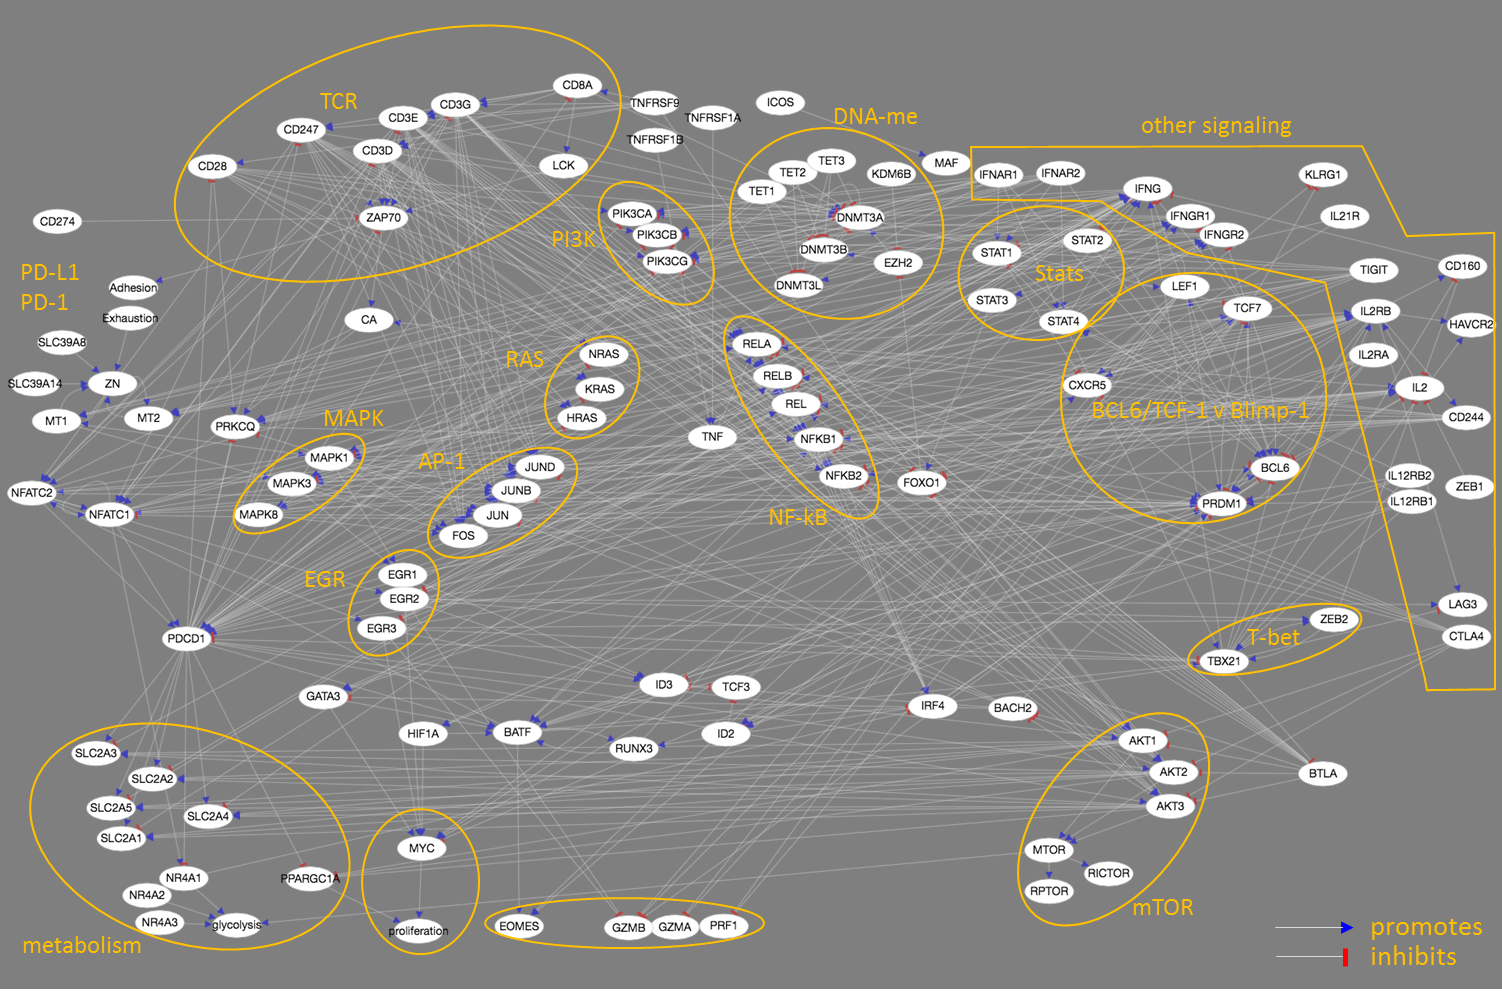 CD8A
TCR
CD3G
TNFRSF9
ICOS
CD3E
TNFRSF1A
DNA-me
CD247
other signaling
CD3D
TNFRSF1B
CD28
LCK
TET3
MAF
TET2
KDM6B
IFNAR1
IFNAR2
KLRG1
TET1
IFNG
CD274
ZAP70
PIK3CA
DNMT3A
IFNGR1
IL21R
PI3K
PIK3CB
DNMT3B
STAT2
IFNGR2
PIK3CG
EZH2
STAT1
PD-L1
Stats
TIGIT
CD160
Adhesion
DNMT3L
LEF1
PD-1
STAT3
Exhaustion
CA
STAT4
TCF7
IL2RB
HAVCR2
SLC39A8
RELA
RAS
NRAS
IL2RA
SLC39A14
ZN
RELB
KRAS
CXCR5
IL2
REL
BCL6/TCF-1 v Blimp-1
MT1
MT2
MAPK
HRAS
CD244
PRKCQ
TNF
NFKB1
MAPK1
AP-1
JUND
BCL6
MAPK3
NFKB2
FOXO1
IL12RB2
ZEB1
NFATC2
JUNB
PRDM1
IL12RB1
NFATC1
MAPK8
JUN
NF-kB
FOS
EGR
EGR1
EGR2
LAG3
EGR3
ZEB2
PDCD1
T-bet
CTLA4
TBX21
GATA3
ID3
TCF3
IRF4
BACH2
HIF1A
BATF
ID2
RUNX3
AKT1
SLC2A3
SLC2A2
AKT2
BTLA
SLC2A5
SLC2A4
AKT3
SLC2A1
MYC
MTOR
NR4A1
PPARGC1A
RICTOR
NR4A2
RPTOR
mTOR
NR4A3
glycolysis
proliferation
EOMES
GZMB
GZMA
PRF1
promotes
metabolism
inhibits